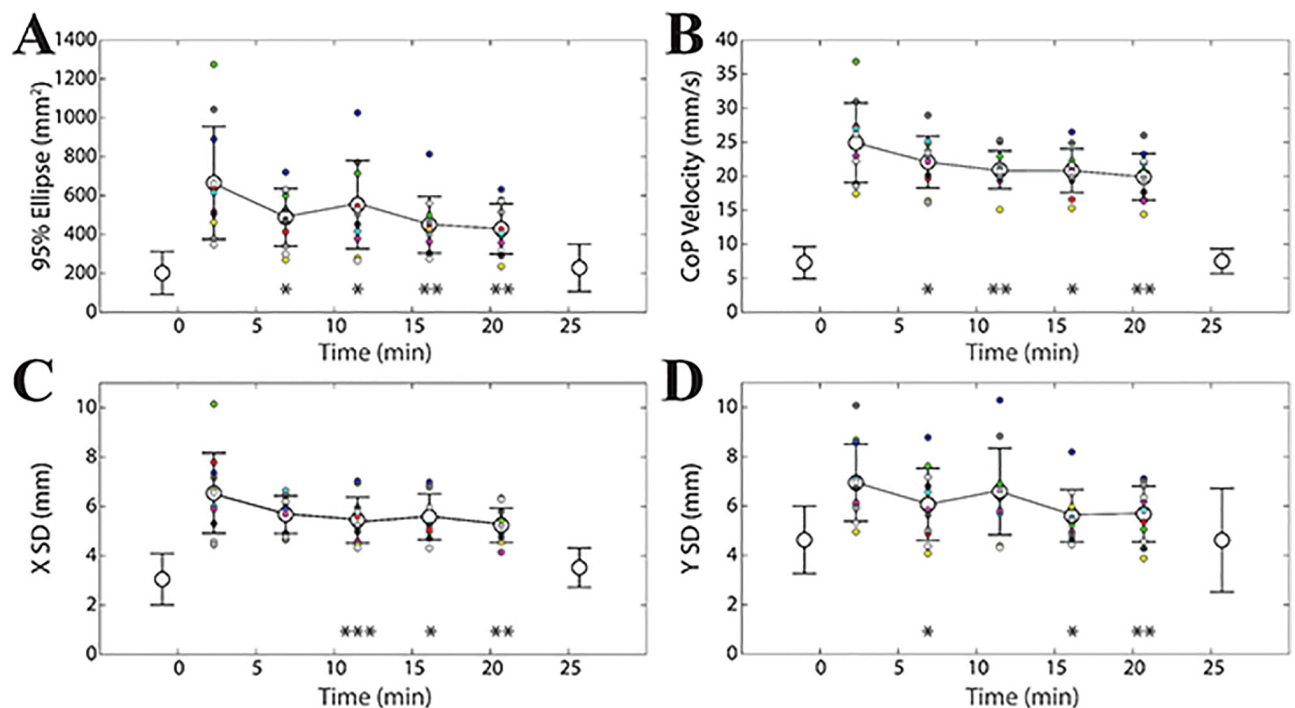 A
1400
1200
1000
800
600
400
200
0
95% Ellipse (mm²)
* * ** **
0 5 10 15 20 25
Time (min)
B
40
35
30
25
20
15
10
5
0
CoP Velocity (mm/s)
* ** * **
0 5 10 15 20 25
Time (min)
C
10
8
6
4
2
0
X SD (mm)
*** * **
0 5 10 15 20 25
Time (min)
D
10
8
6
4
2
0
Y SD (mm)
* * **
0 5 10 15 20 25
Time (min)